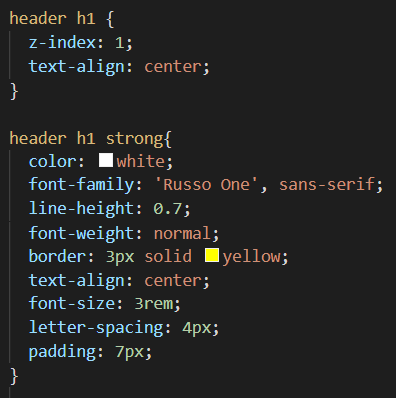 header h1 {
z-index: 1;
text-align: center;
}
header h1 strong{
color: white;
font-family: 'Russo One', sans-serif;
line-height: 0.7;
font-weight: normal;
border: 3px solid yellow;
text-align: center;
font-size: 3rem;
letter-spacing: 4px;
padding: 7px;
}